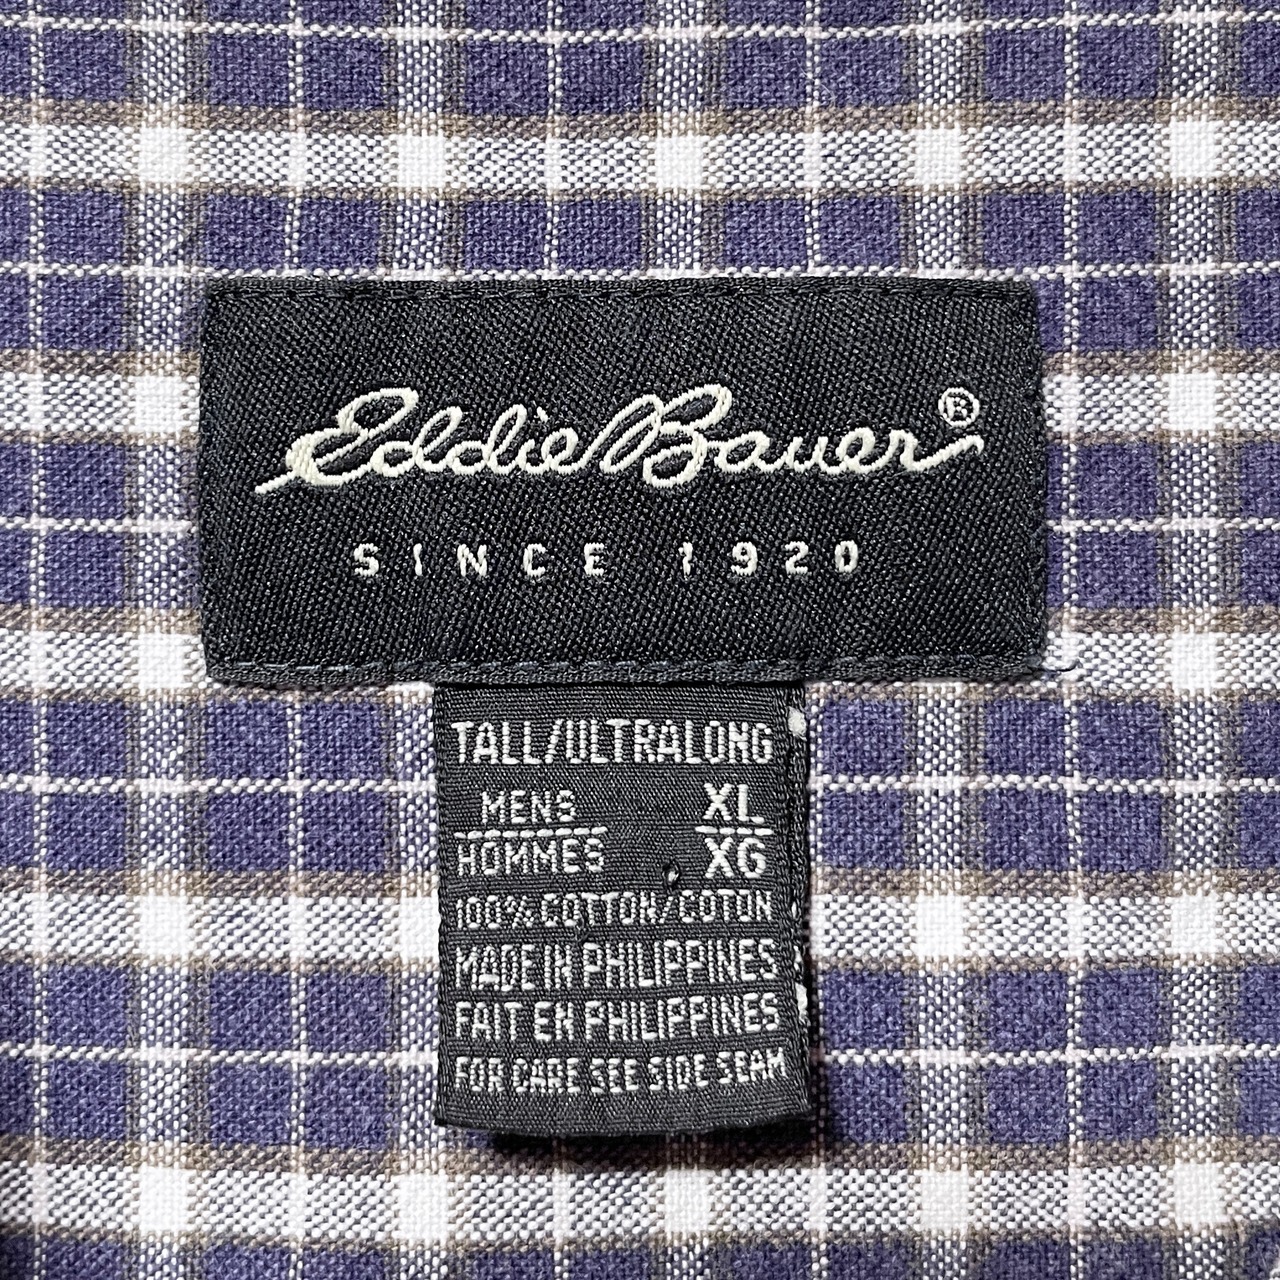 Eddie Bauer®
SINCE 1920
TALL/ULTRALONG
MENS XL
HOMMES XG
100% COTTON/COTON
MADE IN PHILIPPINES
FAIT EN PHILIPPINES
FOR CARE SEE SIDE SEAM